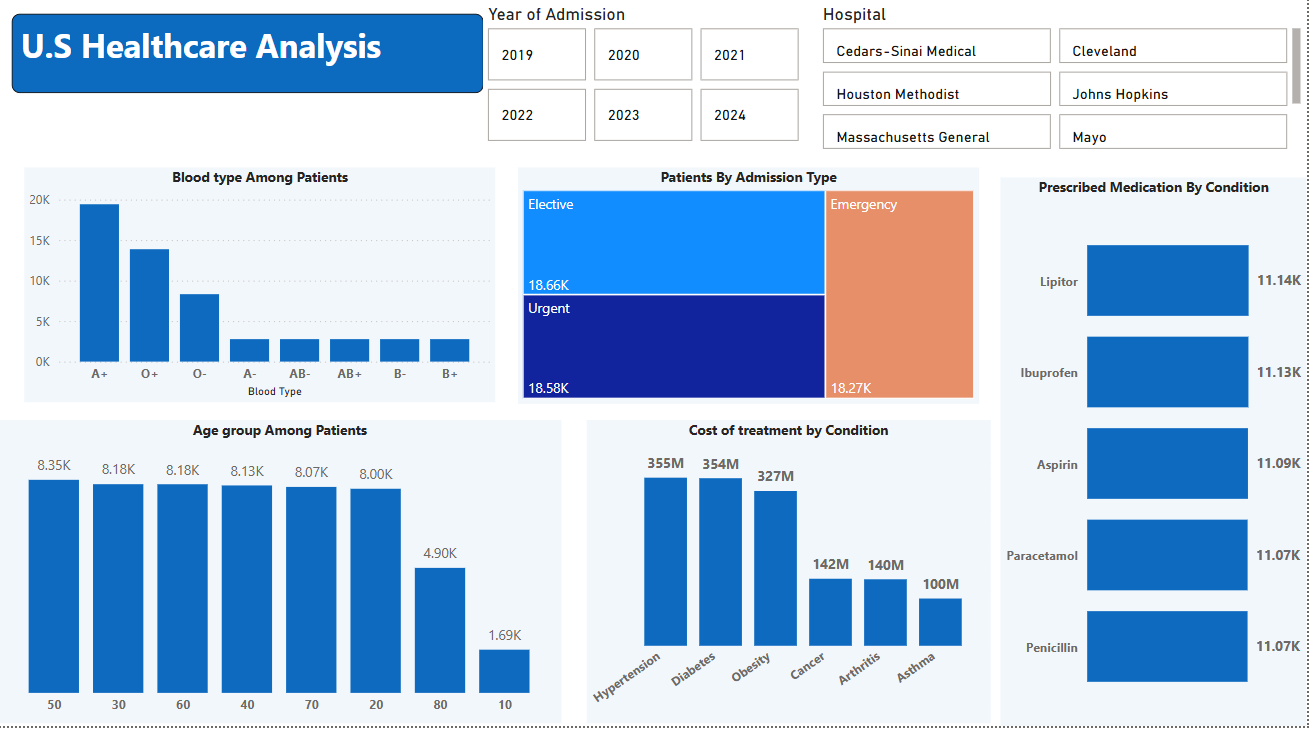 U.S Healthcare Analysis
Year of Admission
2019 2020 2021
2022 2023 2024
Hospital
Cedars-Sinai Medical Cleveland
Houston Methodist Johns Hopkins
Massachusetts General Mayo
Blood type Among Patients
20K
15K
10K
5K
0K
A+ O+ O- A- AB- AB+ B- B+
Blood Type
Patients By Admission Type
Elective
18.66K
Urgent
18.58K
Emergency
18.27K
Prescribed Medication By Condition
Lipitor 11.14K
Ibuprofen 11.13K
Aspirin 11.09K
Paracetamol 11.07K
Penicillin 11.07K
Age group Among Patients
8.35K 8.18K 8.18K 8.13K 8.07K 8.00K 4.90K 1.69K
50 30 60 40 70 20 80 10
Cost of treatment by Condition
355M 354M 327M 142M 140M 100M
Hypertension Diabetes Obesity Cancer Arthritis Asthma